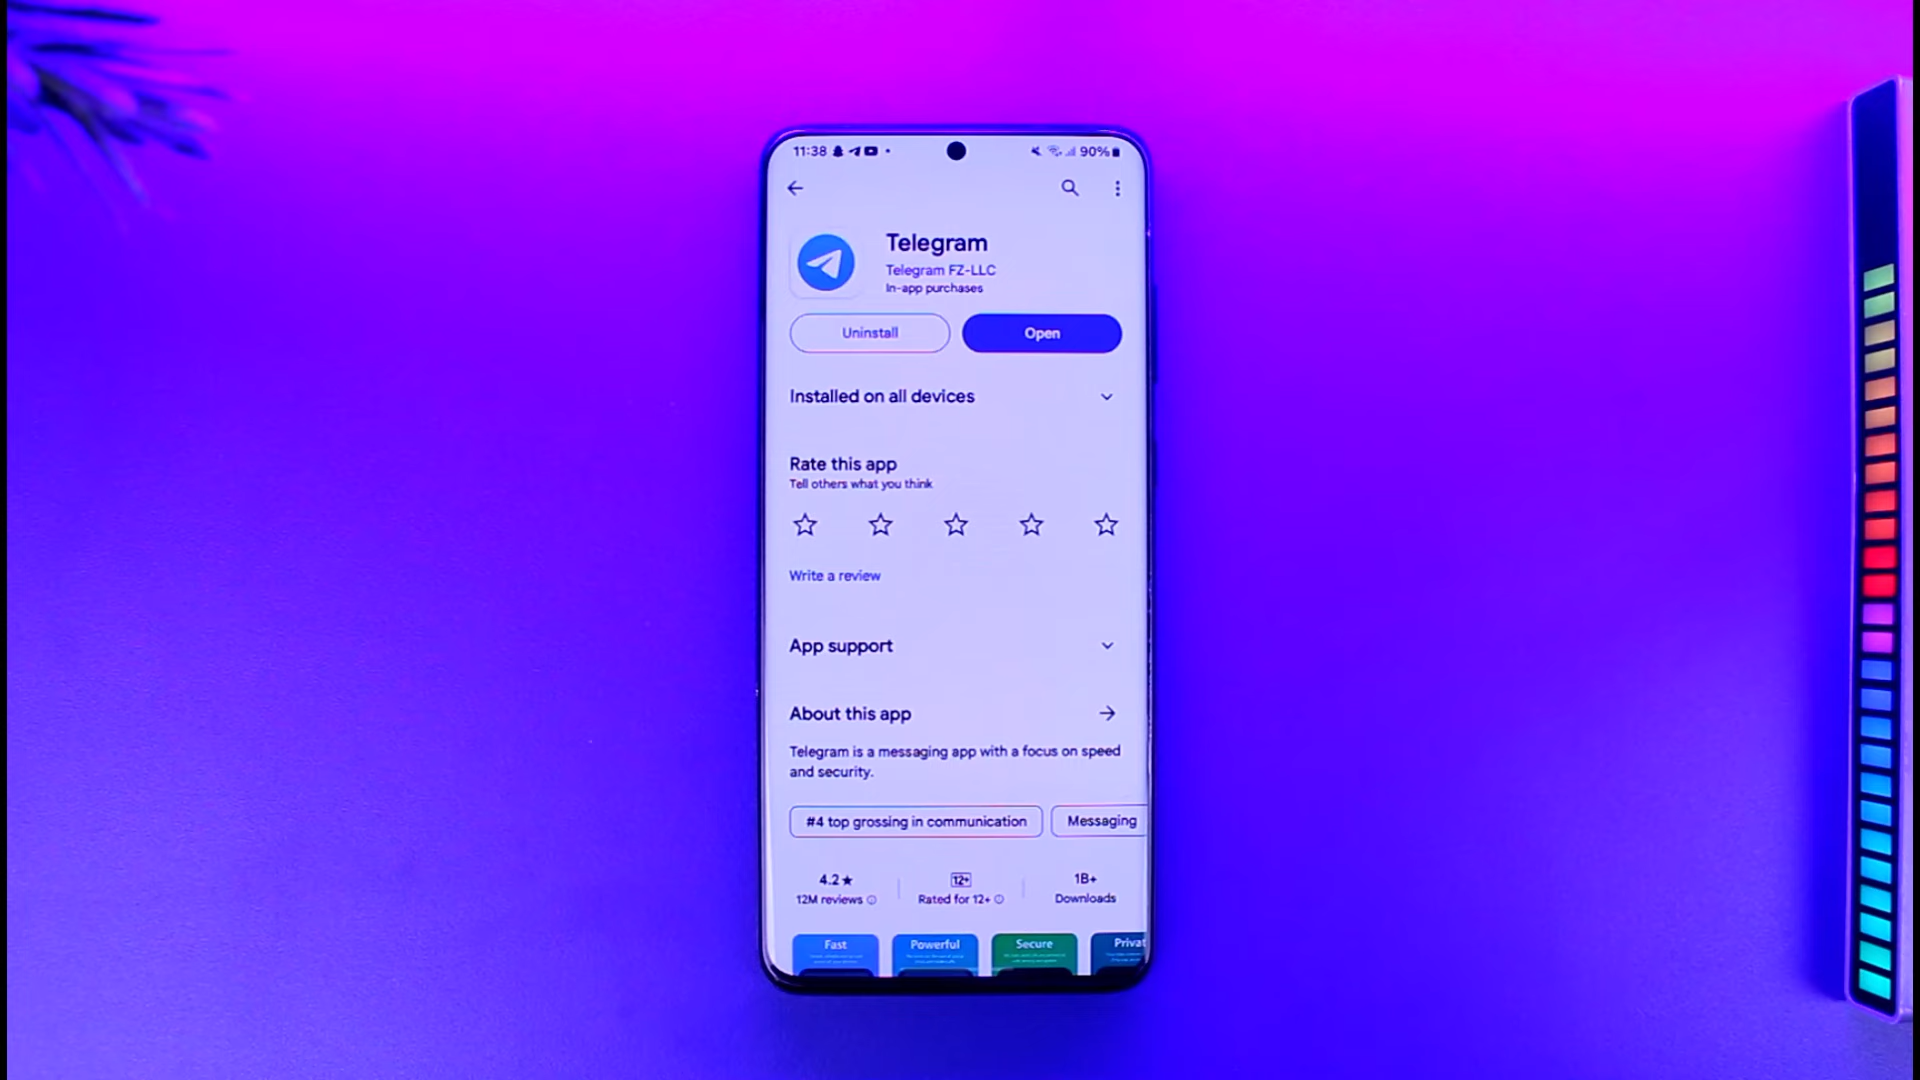 11:38
90%
Telegram
Telegram FZ-LLC
In-app purchases
Uninstall
Open
Installed on all devices
Rate this app
Tell others what you think
Write a review
App support
About this app
Telegram is a messaging app with a focus on speed
and security.
#4 top grossing in communication
Messaging
4.2★
12+
1B+
12M reviews
Rated for 12+
Downloads
Fast
Powerful
Secure
Privat